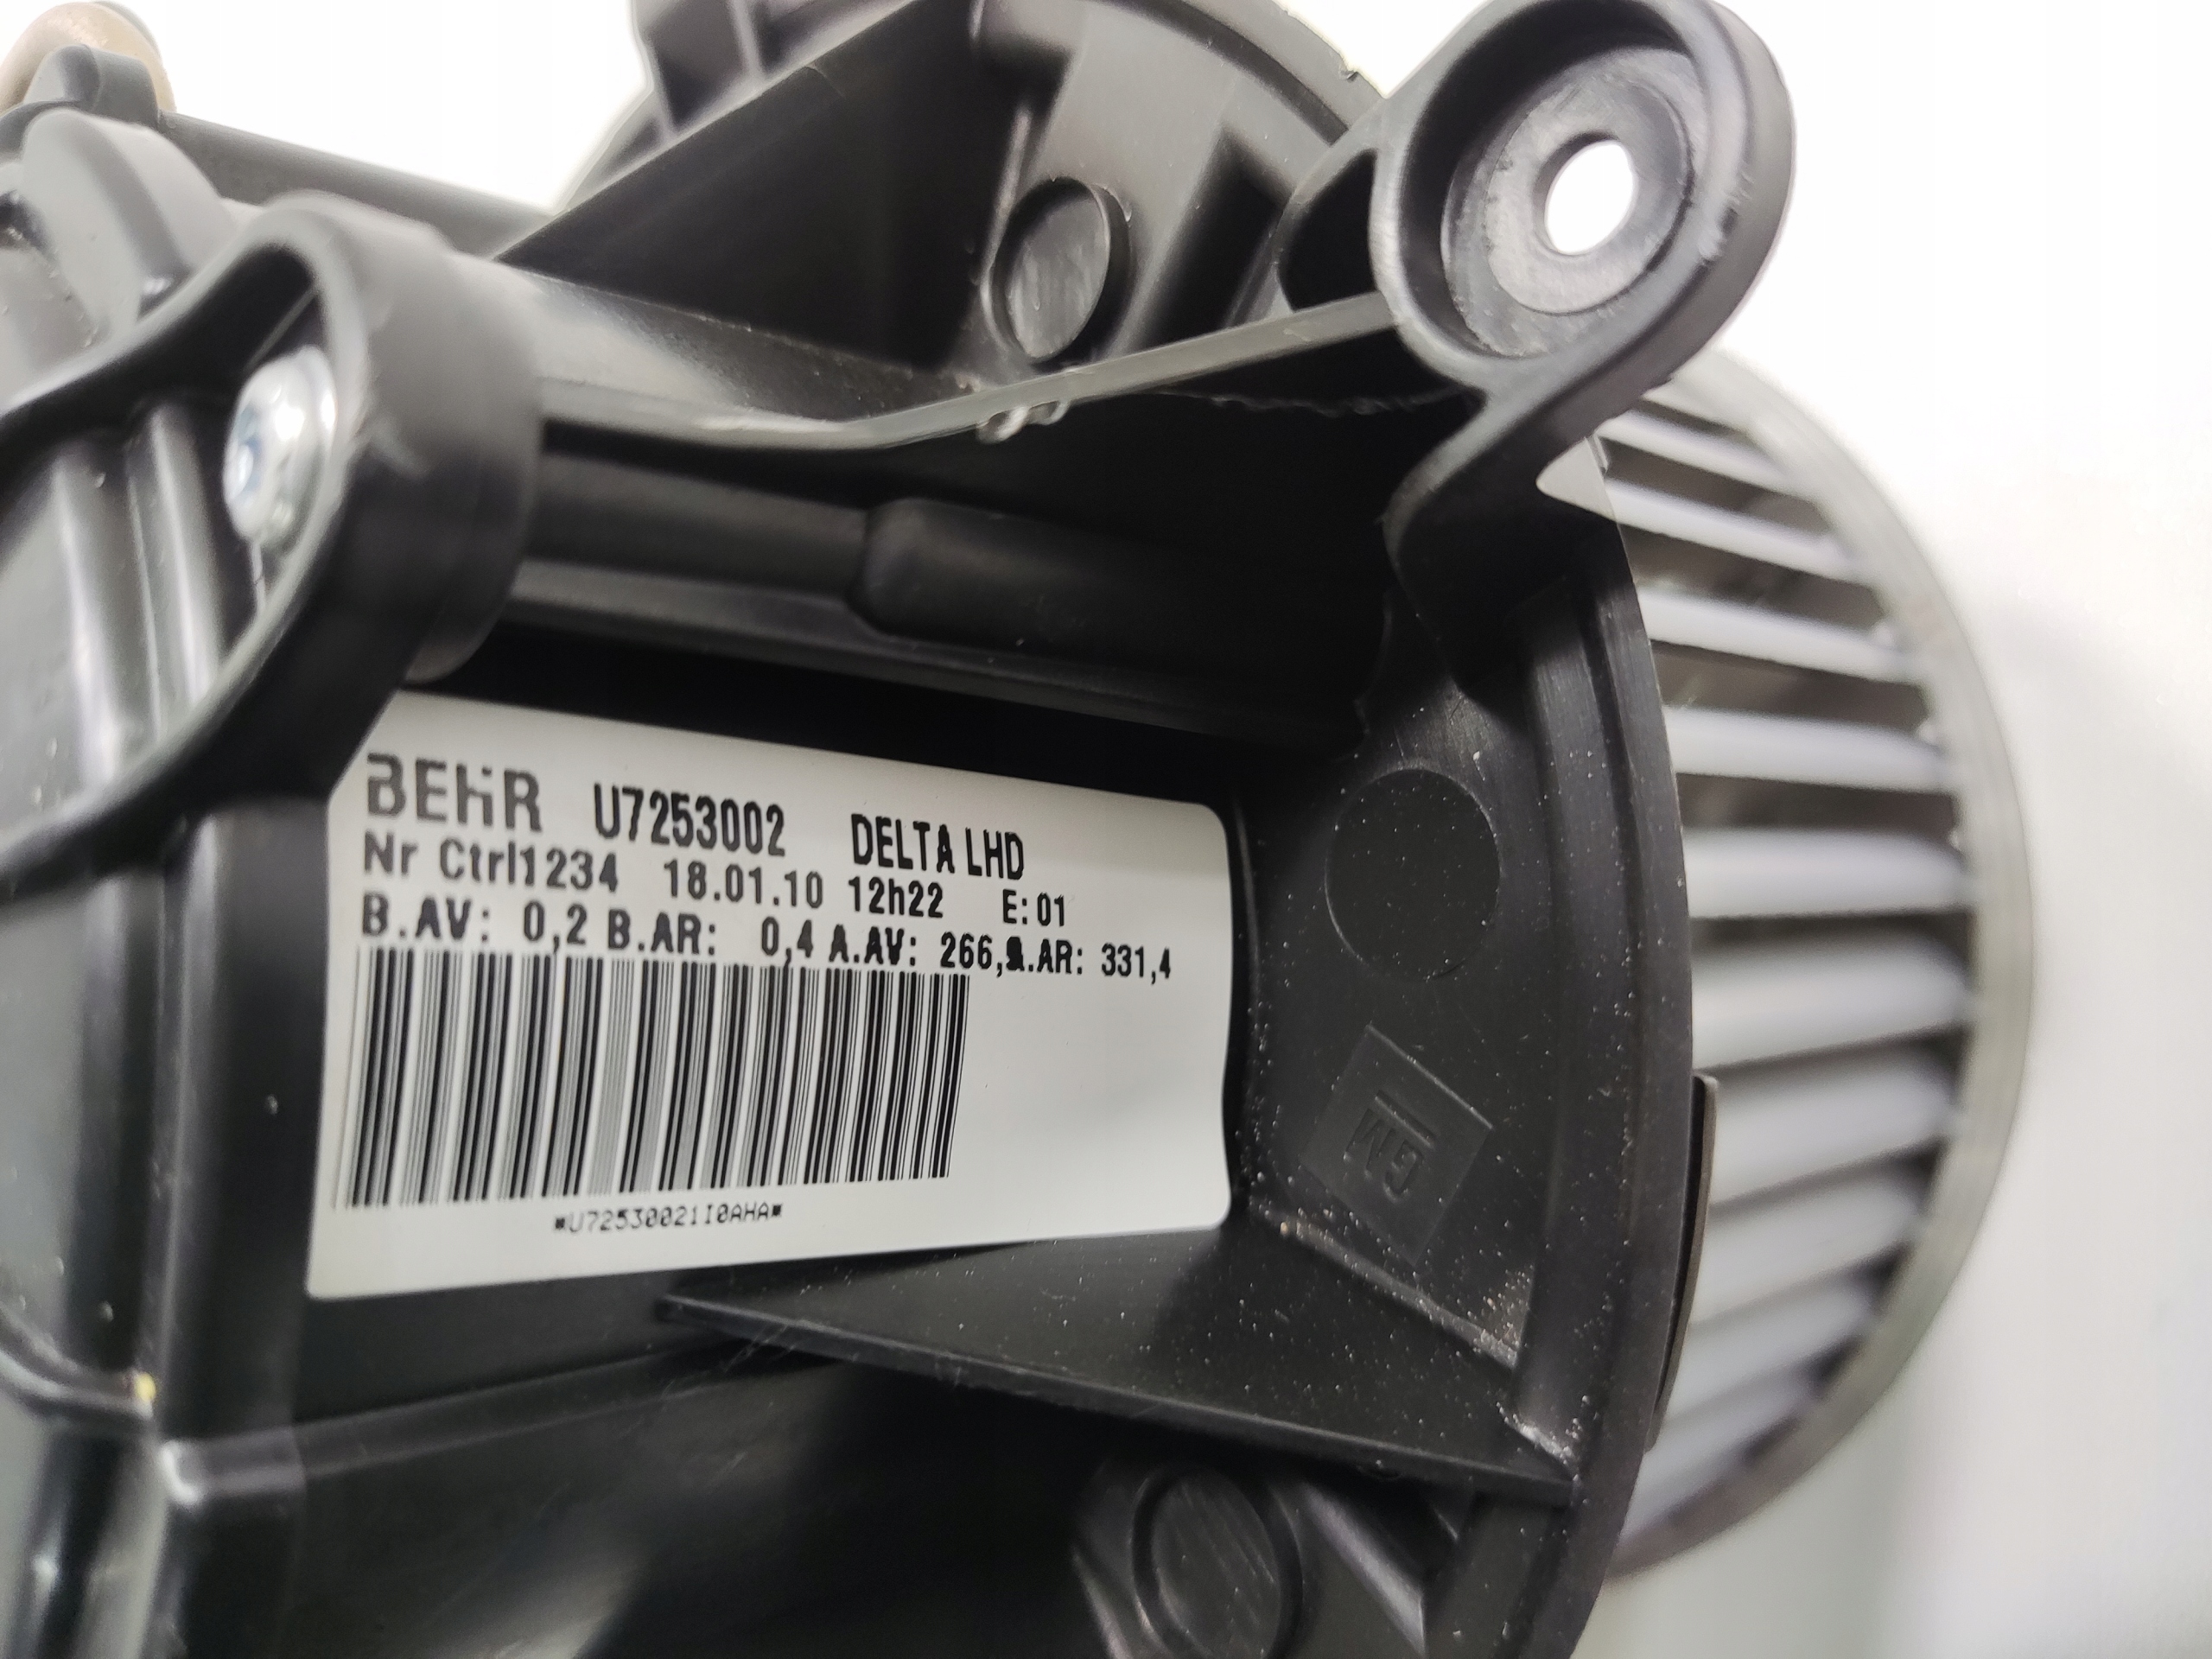 BEHR U7253002 DELTA LHD
Nr Ctrl1234 18.01.10 12h22 E:01
B.AV: 0,2 B.AR: 0,4 A.AV: 266, .AR: 331,4
*U72530021I0AHA*
GM